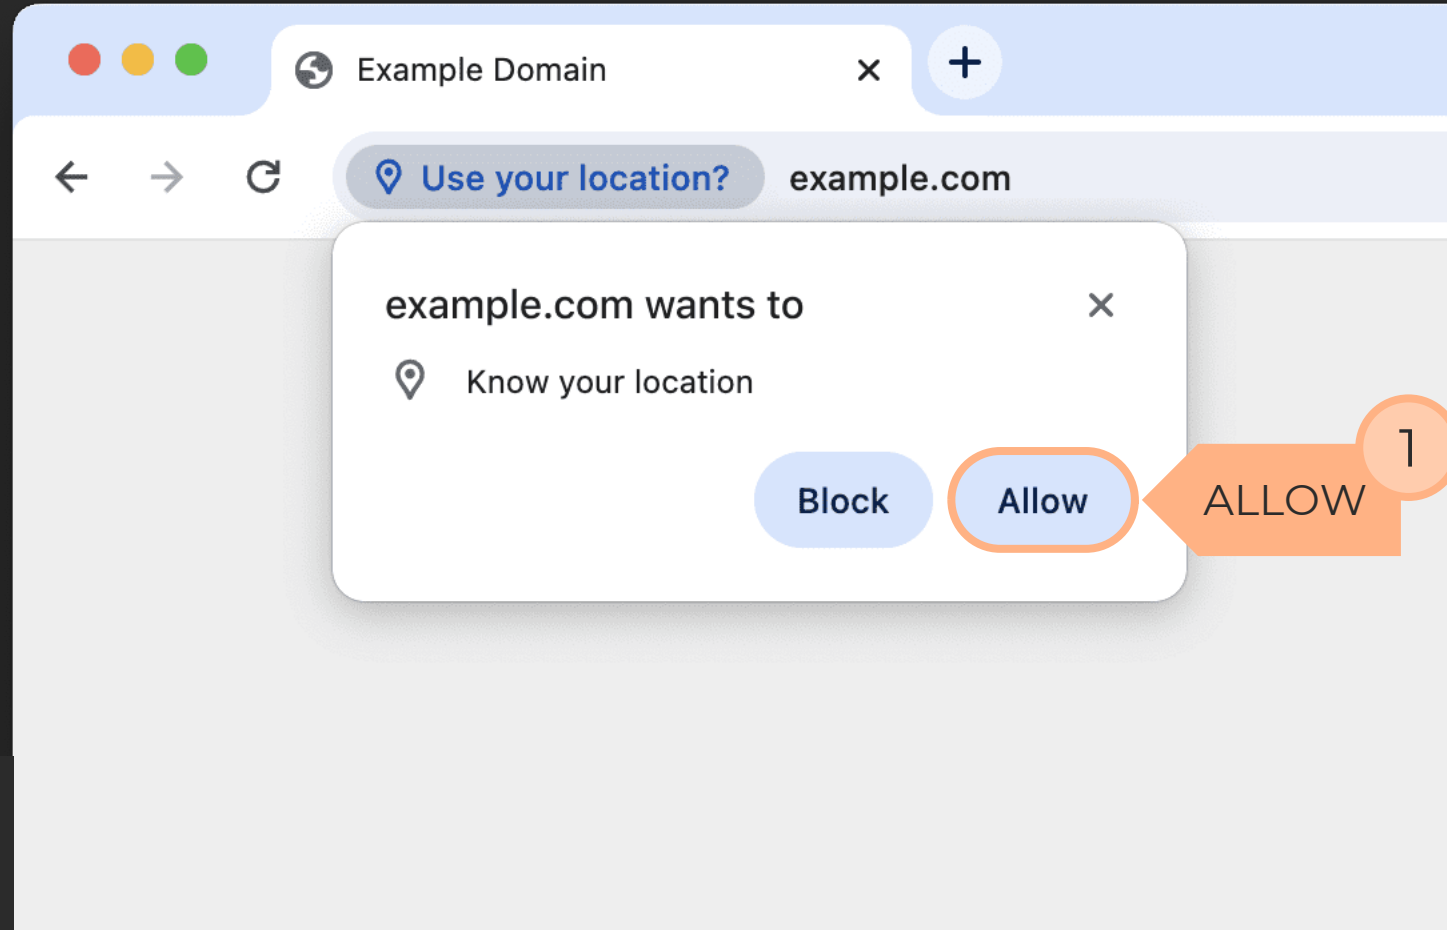 Example Domain
Use your location? example.com
example.com wants to
Know your location
Block Allow
ALLOW
1